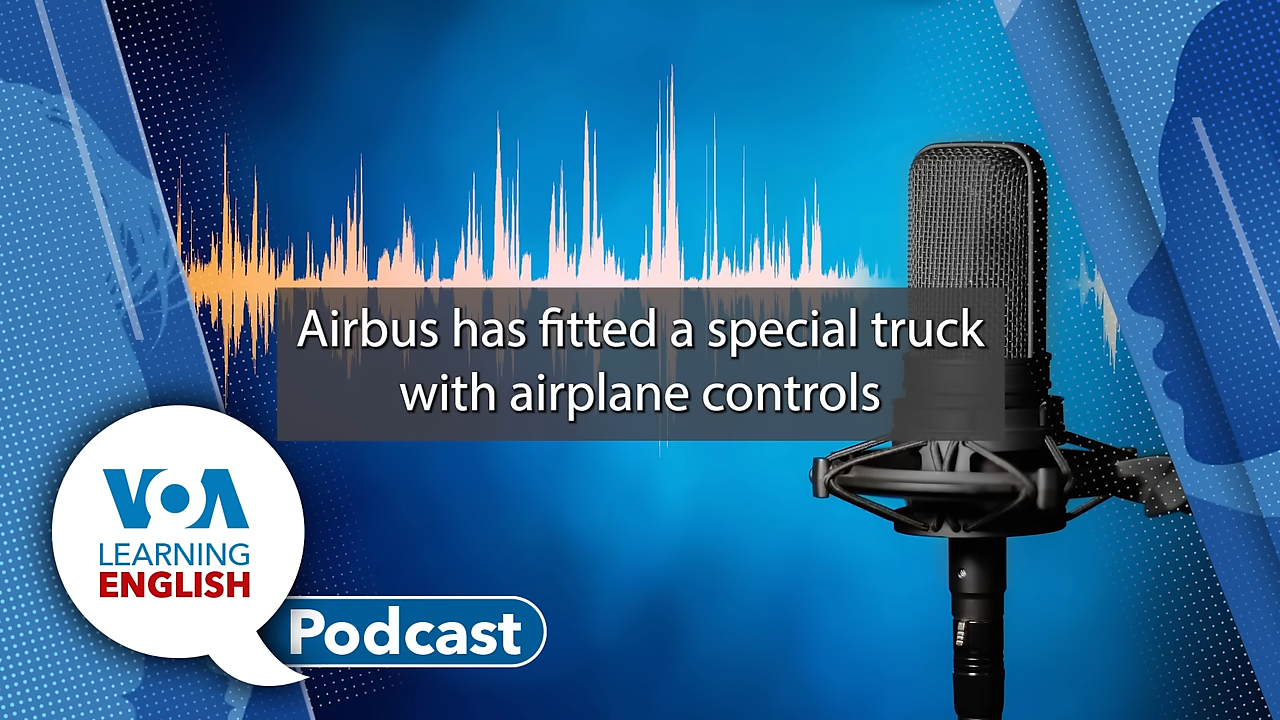 Airbus has fitted a special truck
with airplane controls
VOA
LEARNING
ENGLISH
Podcast